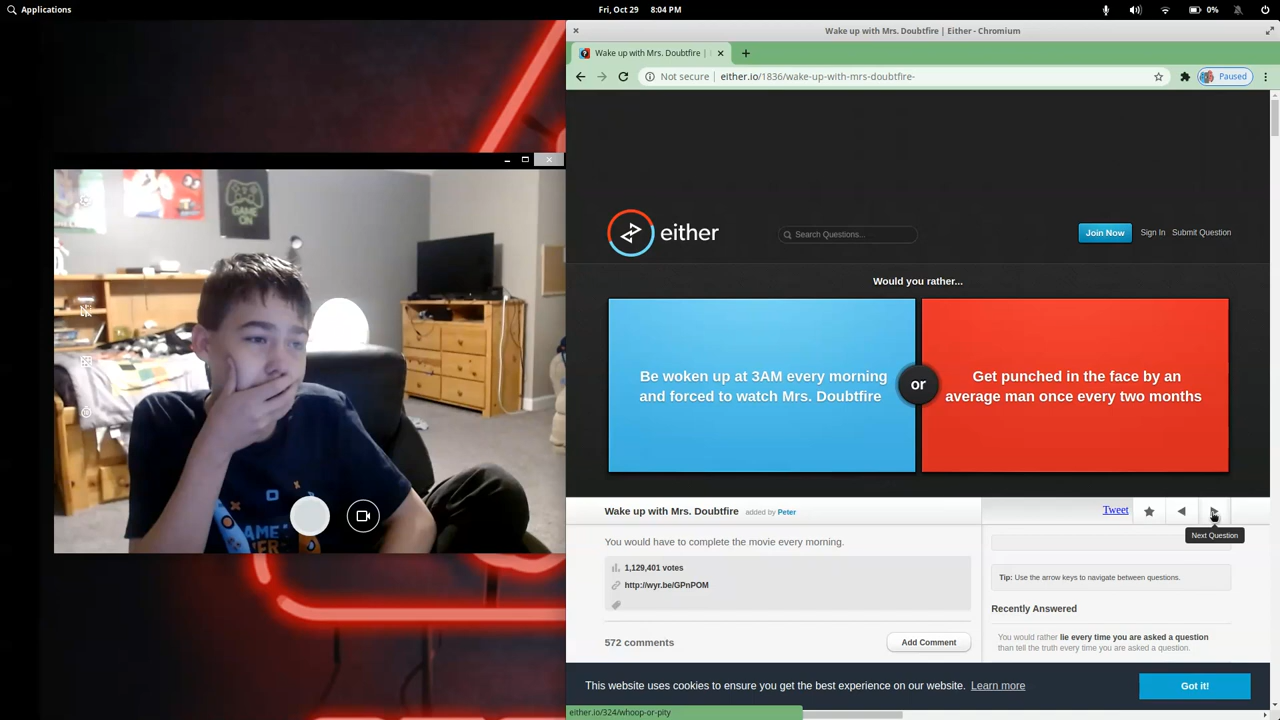 Applications
Fri, Oct 29 8:04 PM
0%
Wake up with Mrs. Doubtfire | Either - Chromium
Wake up with Mrs. Doubtfire |
Not secure
either.io/1836/wake-up-with-mrs-doubtfire-
Paused
GAME ON
either
Search Questions...
Join Now
Sign In
Submit Question
Would you rather...
Be woken up at 3AM every morning
and forced to watch Mrs. Doubtfire
or
Get punched in the face by an
average man once every two months
Wake up with Mrs. Doubtfire added by Peter
Tweet
Next Question
You would have to complete the movie every morning.
1,129,401 votes
http://wyr.be/GPnPOM
Tip: Use the arrow keys to navigate between questions.
Recently Answered
572 comments
Add Comment
You would rather lie every time you are asked a question
than tell the truth every time you are asked a question.
This website uses cookies to ensure you get the best experience on our website. Learn more
Got it!
either.io/324/whoop-or-pity